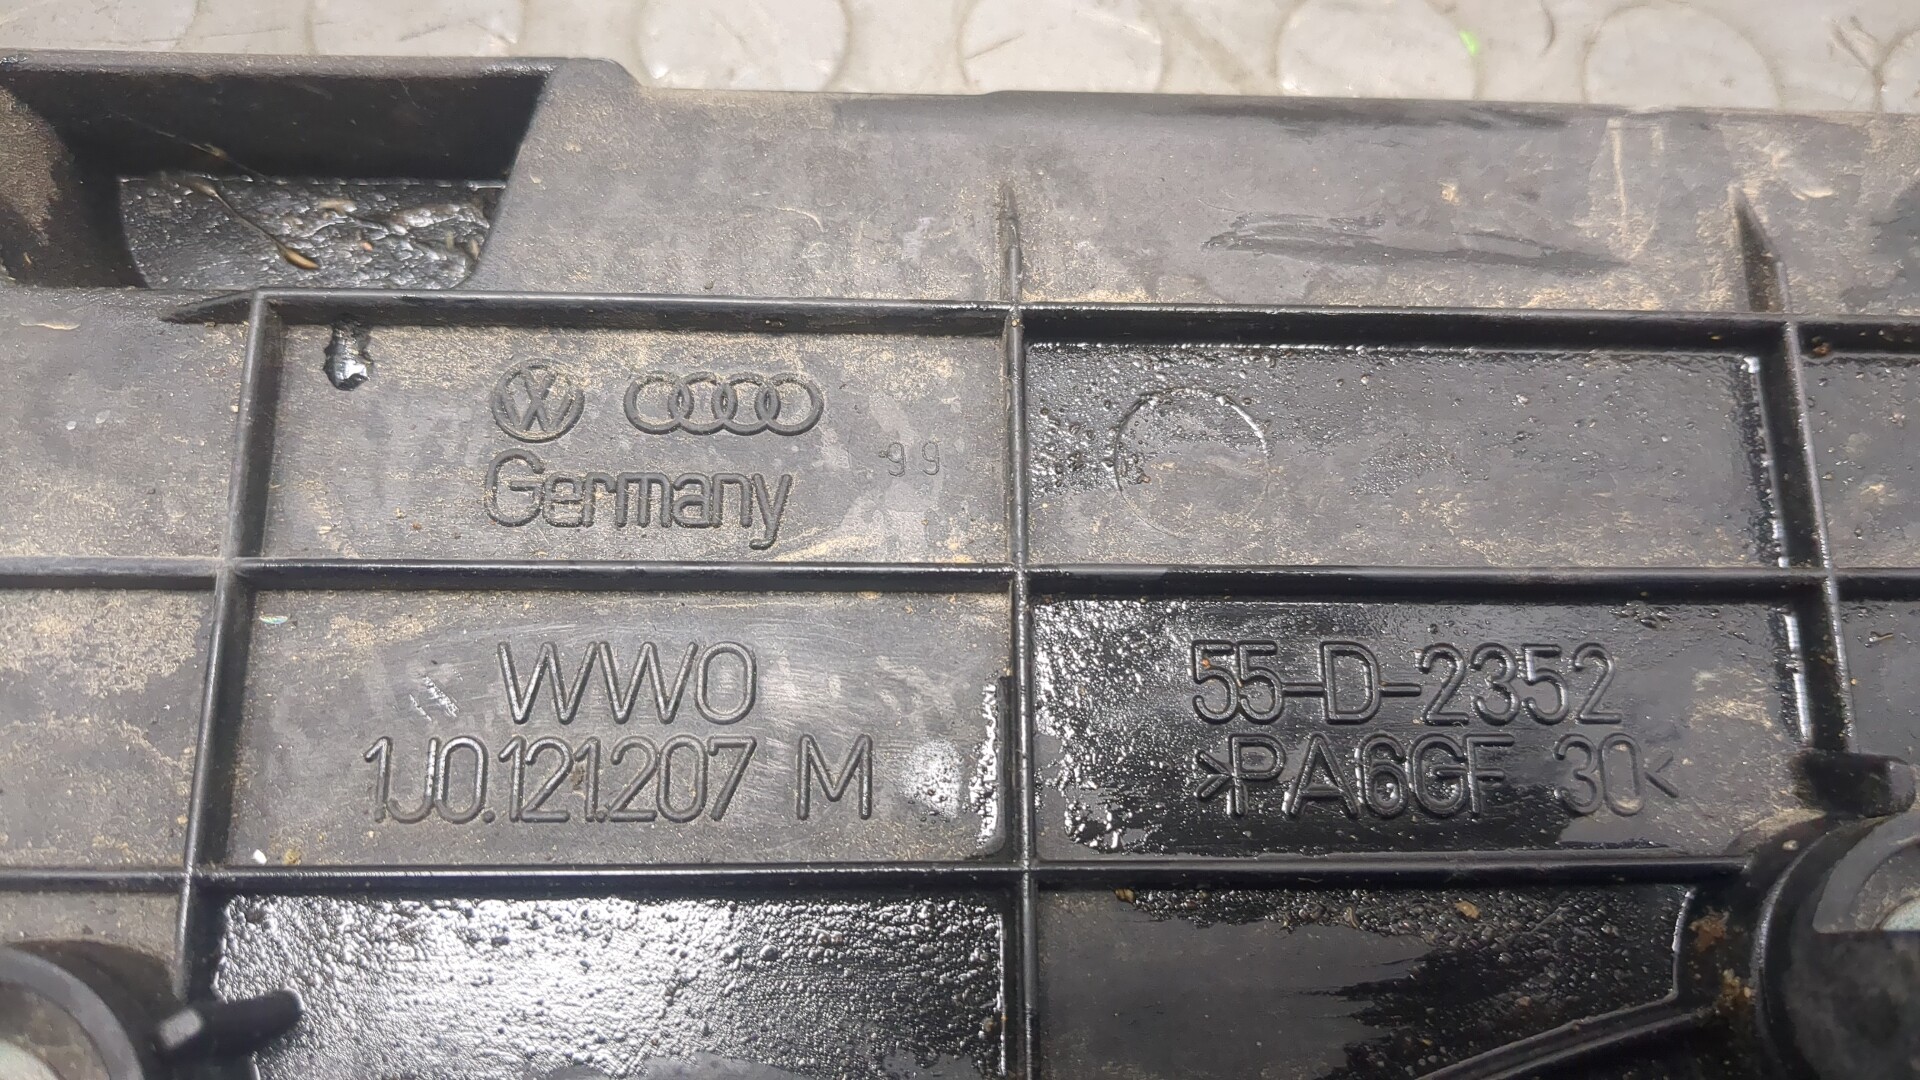 Germany 99
WWO
1J0.121.207 M
55-D-2352
>PA6GF 30<